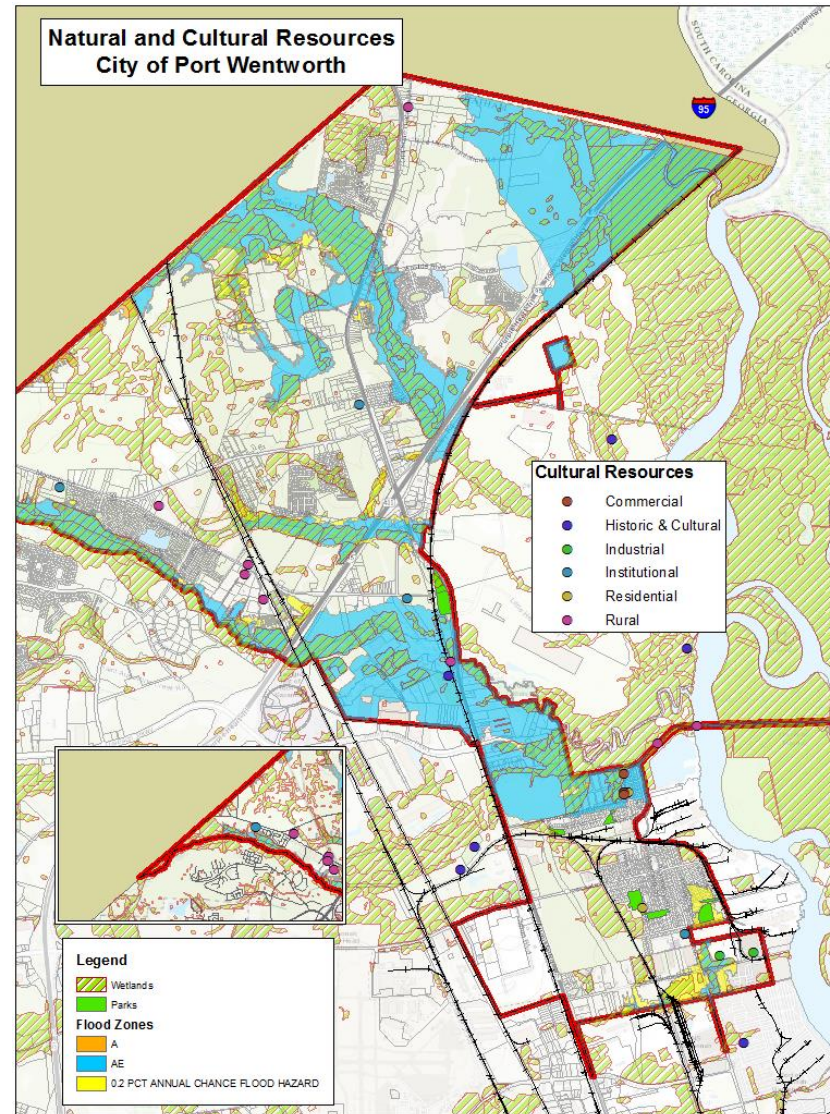 Natural and Cultural Resources
City of Port Wentworth
SOUTH CAROLINA
GEORGIA
95
Cultural Resources
Commercial
Historic & Cultural
Industrial
Institutional
Residential
Rural
Legend
Wetlands
Parks
Flood Zones
A
AE
0.2 PCT ANNUAL CHANCE FLOOD HAZARD